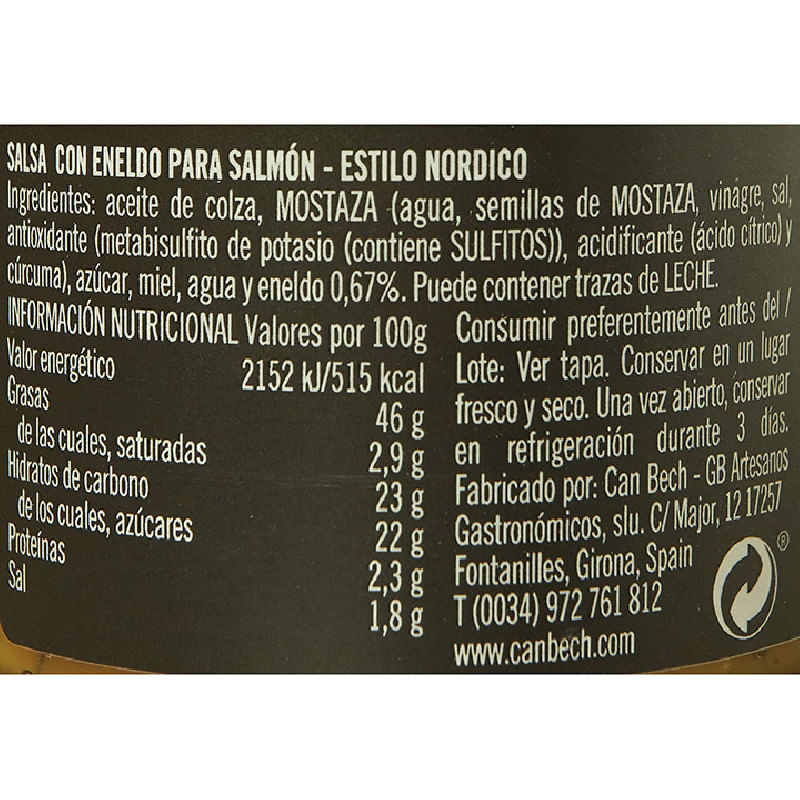 SALSA CON ENELDO PARA SALMÓN - ESTILO NORDICO
Ingredientes: aceite de colza, MOSTAZA (agua, semillas de MOSTAZA, vinagre, sal,
antioxidante (metabisulfito de potasio (contiene SULFITOS)), acidificante (ácido cítrico) y
cúrcuma), azúcar, miel, agua y eneldo 0,67%. Puede contener trazas de LECHE.
INFORMACIÓN NUTRICIONAL Valores por 100g
Valor energético 2152 kJ/515 kcal
Grasas 46 g
de las cuales, saturadas 2,9 g
Hidratos de carbono 23 g
de los cuales, azúcares 22 g
Proteínas 2,3 g
Sal 1,8 g
Consumir preferentemente antes del /
Lote: Ver tapa. Conservar en un lugar
fresco y seco. Una vez abierto, conservar
en refrigeración durante 3 días.
Fabricado por: Can Bech - GB Artesanos
Gastronómicos, slu. C/ Major, 12 17257
Fontanilles, Girona, Spain
T (0034) 972 761 812
www.canbech.com
®